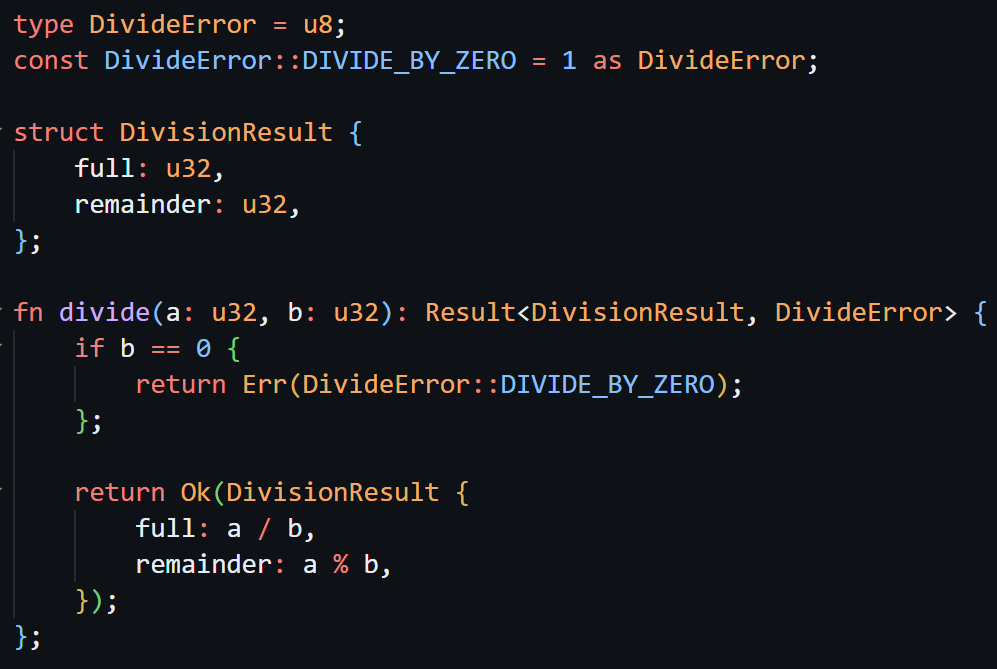 type DivideError = u8;
const DivideError::DIVIDE_BY_ZERO = 1 as DivideError;

struct DivisionResult {
    full: u32,
    remainder: u32,
};

fn divide(a: u32, b: u32): Result<DivisionResult, DivideError> {
    if b == 0 {
        return Err(DivideError::DIVIDE_BY_ZERO);
    };

    return Ok(DivisionResult {
        full: a / b,
        remainder: a % b,
    });
};